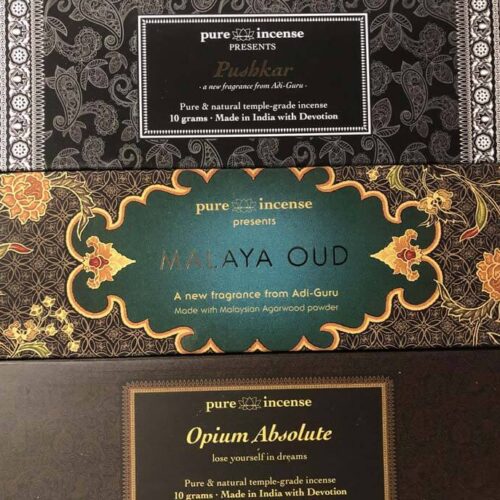 pure incense
PRESENTS
Pushkar
- a new fragrance from Adi-Guru -
Pure & natural temple-grade incense
10 grams · Made in India with Devotion
pure incense
presents
MALAYA OUD
A new fragrance from Adi-Guru
Made with Malaysian Agarwood powder
pure incense
Opium Absolute
lose yourself in dreams
Pure & natural temple-grade incense
10 grams · Made in India with Devotion